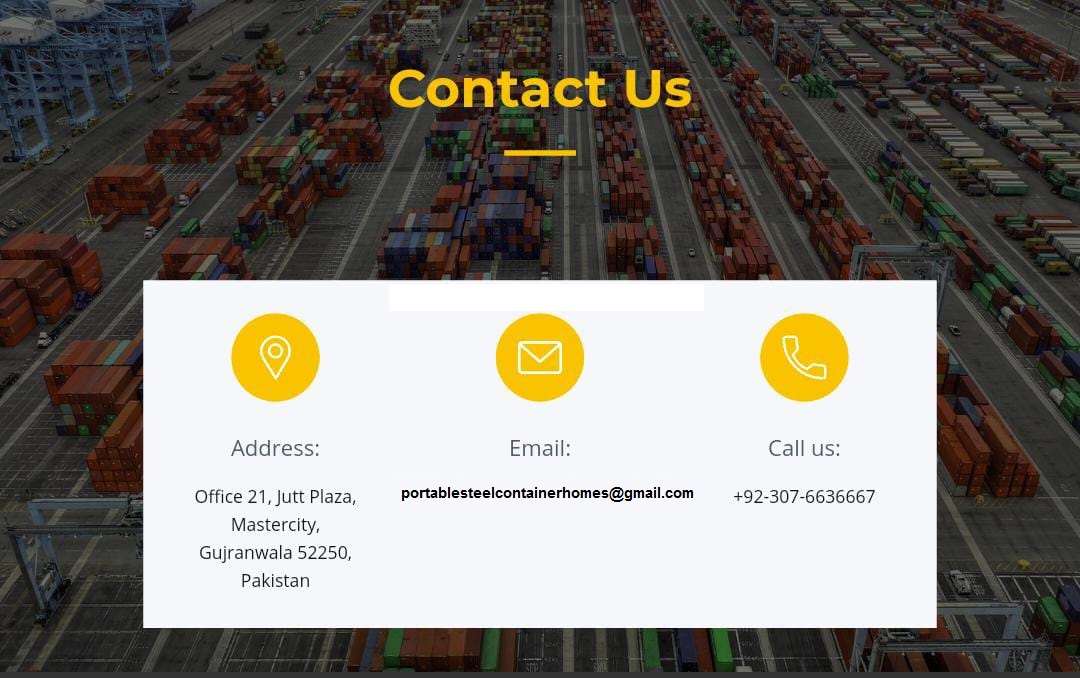 Contact Us
Address:
Office 21, Jutt Plaza,
Mastercity,
Gujranwala 52250,
Pakistan
Email:
portablesteelcontainerhomes@gmail.com
Call us:
+92-307-6636667